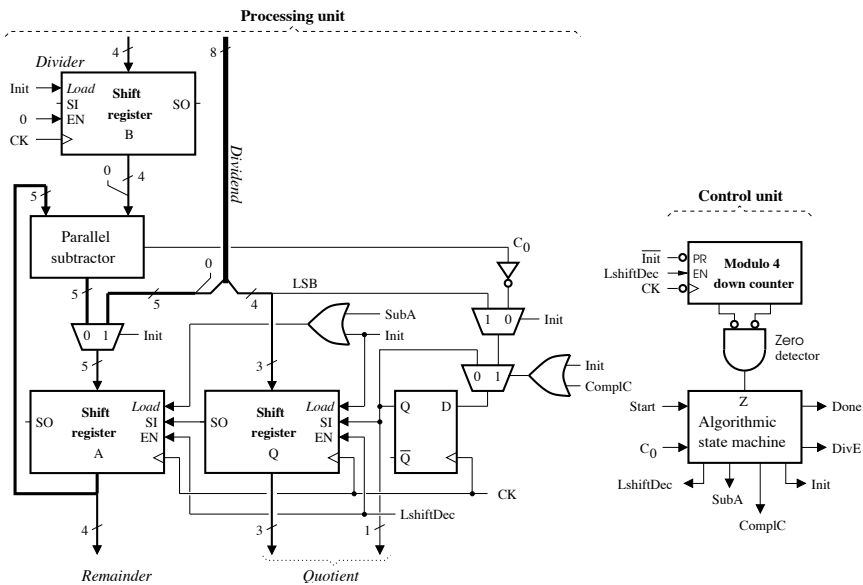 Processing unit
4
8
Divider
Init
Load
Shift
register
B
SI
SO
0
EN
CK
Dividend
0
4
5
Parallel
subtractor
C0
0
LSB
5
5
4
1 0
Init
SubA
Init
0 1
Init
5
3
0 1
Init
ComplC
SO
Shift
register
A
Load
SI
EN
SO
Shift
register
Q
Load
SI
EN
Q
D
Q
CK
LshiftDec
4
3
1
Remainder
Quotient
Control unit
Init
PR
LshiftDec
EN
CK
Modulo 4
down counter
Zero
detector
Start
Z
Done
Algorithmic
state machine
C0
DivE
LshiftDec
SubA
ComplC
Init